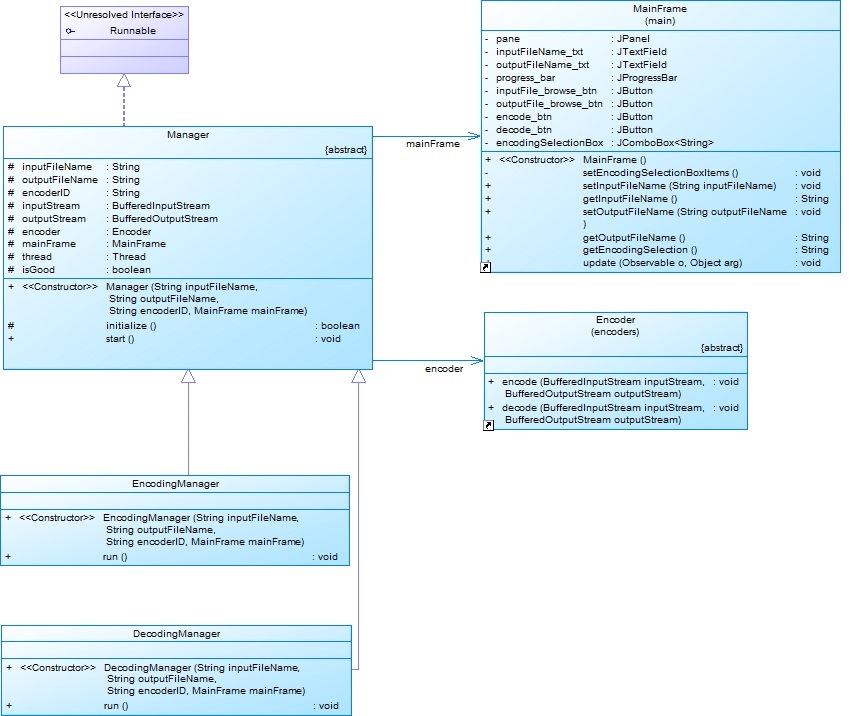 <<Unresolved Interface>>
Runnable
MainFrame
(main)
- pane : JPanel
- inputFileName_txt : JTextField
- outputFileName_txt : JTextField
- progress_bar : JProgressBar
- inputFile_browse_btn : JButton
- outputFile_browse_btn : JButton
- encode_btn : JButton
- decode_btn : JButton
- encodingSelectionBox : JComboBox<String>
+ <<Constructor>> MainFrame ()
- setEncodingSelectionBoxItems () : void
+ setInputFileName (String inputFileName) : void
+ getInputFileName () : String
+ setOutputFileName (String outputFileName : void
)
+ getOutputFileName () : String
+ getEncodingSelection () : String
update (Observable o, Object arg) : void
Manager
{abstract}
# inputFileName : String
# outputFileName : String
# encoderID : String
# inputStream : BufferedInputStream
# outputStream : BufferedOutputStream
# encoder : Encoder
# mainFrame : MainFrame
# thread : Thread
# isGood : boolean
+ <<Constructor>> Manager (String inputFileName,
String outputFileName,
String encoderID, MainFrame mainFrame)
# initialize () : boolean
+ start () : void
mainFrame
encoder
Encoder
(encoders)
{abstract}
+ encode (BufferedInputStream inputStream, : void
BufferedOutputStream outputStream)
+ decode (BufferedInputStream inputStream, : void
BufferedOutputStream outputStream)
EncodingManager
+ <<Constructor>> EncodingManager (String inputFileName,
String outputFileName,
String encoderID, MainFrame mainFrame)
+ run () : void
DecodingManager
+ <<Constructor>> DecodingManager (String inputFileName,
String outputFileName,
String encoderID, MainFrame mainFrame)
+ run () : void